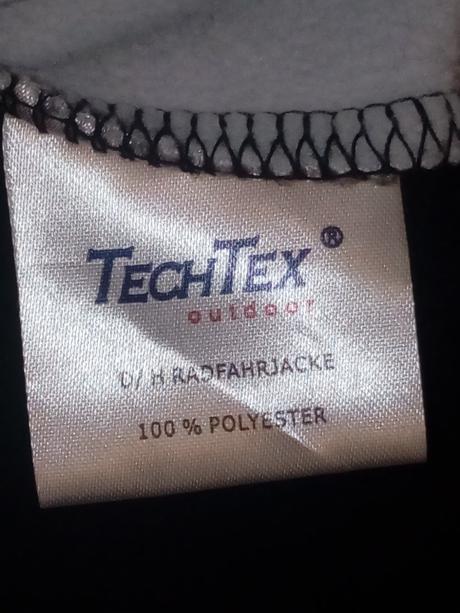 TECHTEX ®
outdoor
D/ H RADFAHRJACKE
100 % POLYESTER